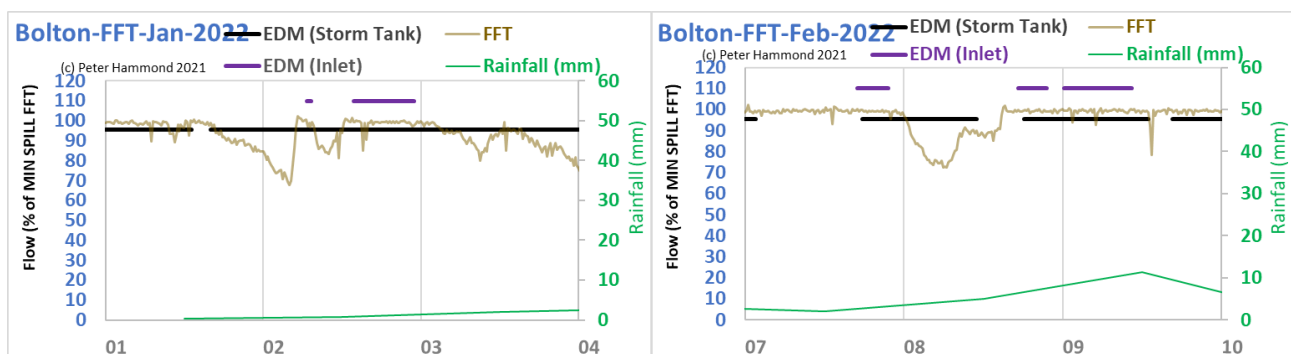 Bolton-FFT-Jan-2022
EDM (Storm Tank)
FFT
(c) Peter Hammond 2021
EDM (Inlet)
Rainfall (mm)
Flow (% of MIN SPILL FFT)
120
110
100
90
80
70
60
50
40
30
20
10
0
60
50
40
30
20
10
0
Rainfall (mm)
01 02 03 04
Bolton-FFT-Feb-2022
EDM (Storm Tank)
FFT
(c) Peter Hammond 2021
EDM (Inlet)
Rainfall (mm)
Flow (% of MIN SPILL FFT)
120
110
100
90
80
70
60
50
40
30
20
10
0
60
50
40
30
20
10
0
Rainfall (mm)
07 08 09 10